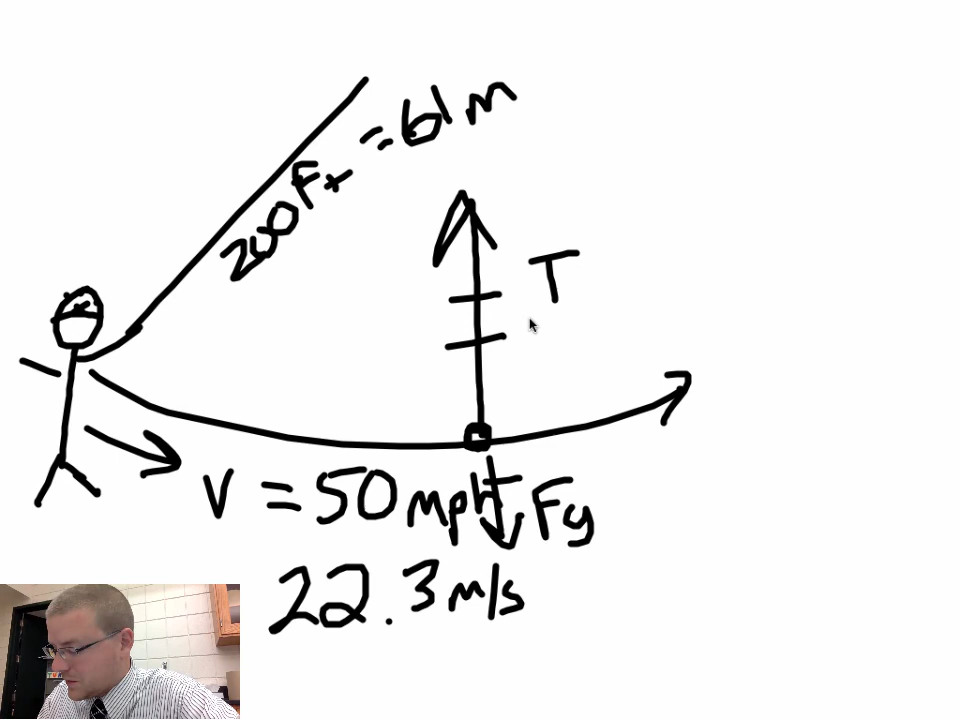 200 Ft = 61 m
T
V = 50 mph
Fg
22.3 m/s